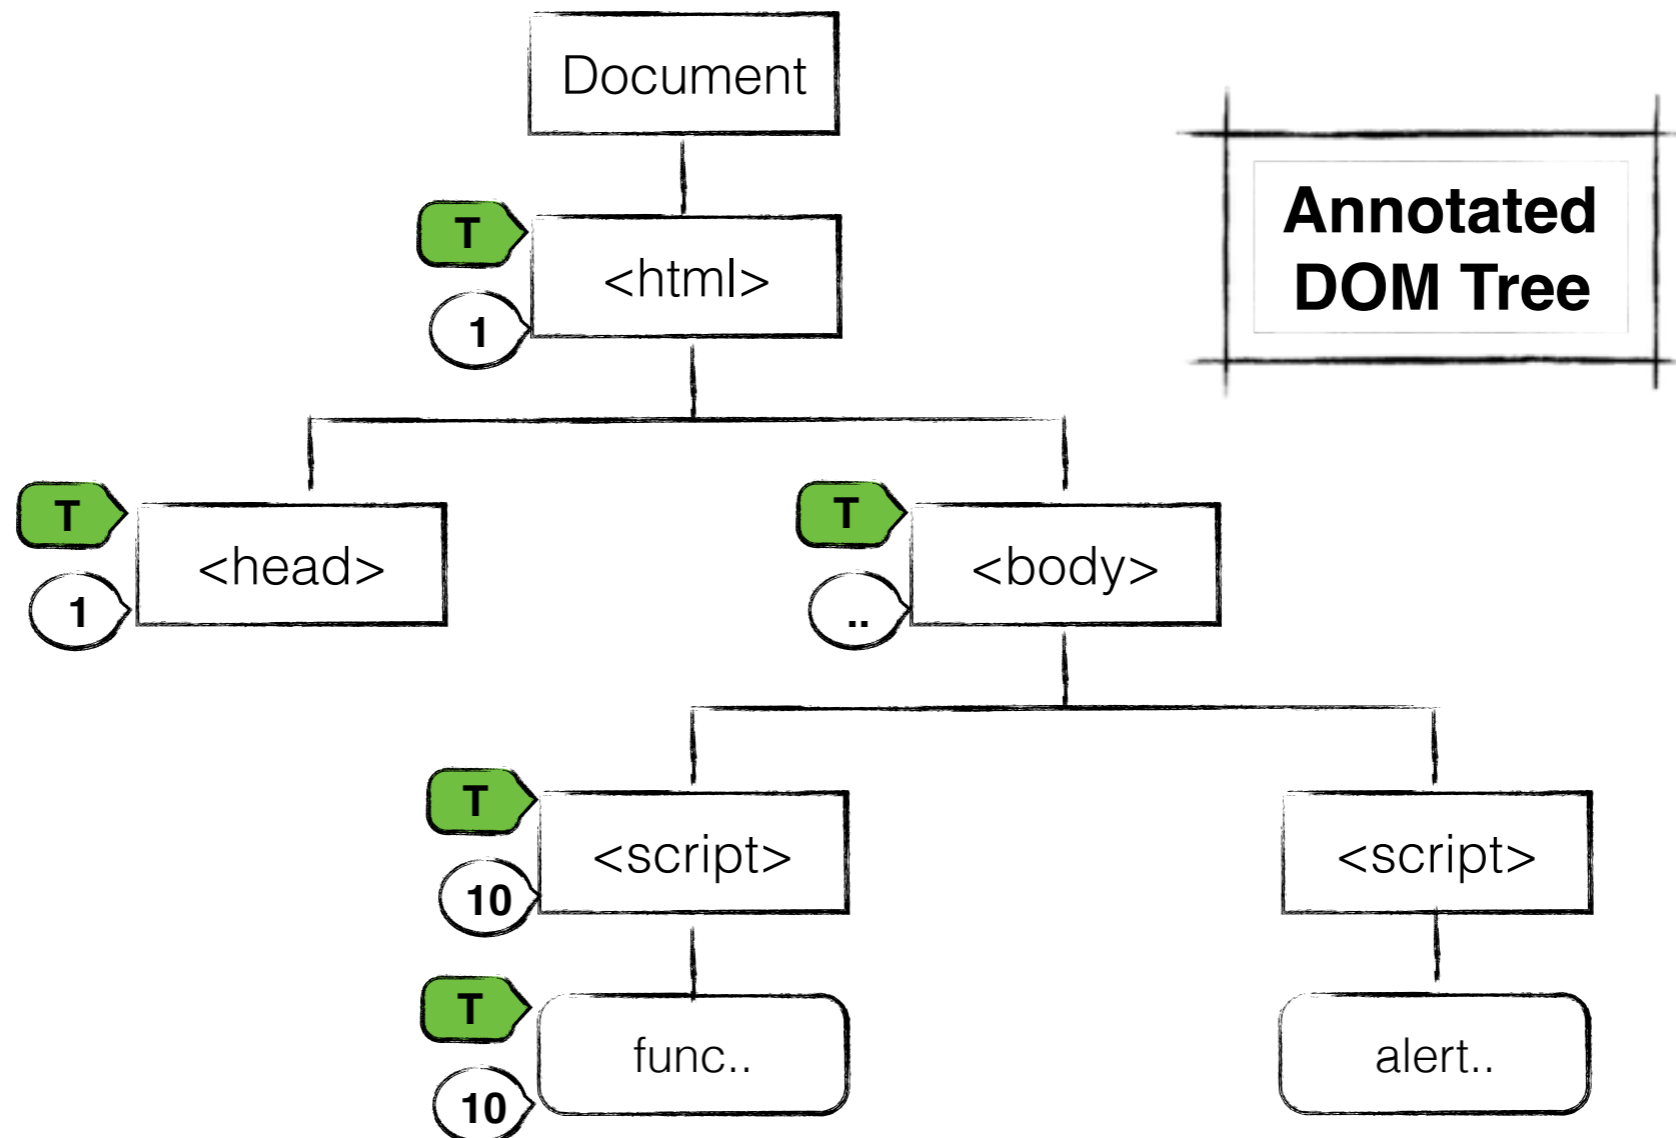 Document
Annotated
DOM Tree
T
<html>
1
T
<head>
1
T
<body>
..
T
<script>
10
<script>
T
func..
10
alert..